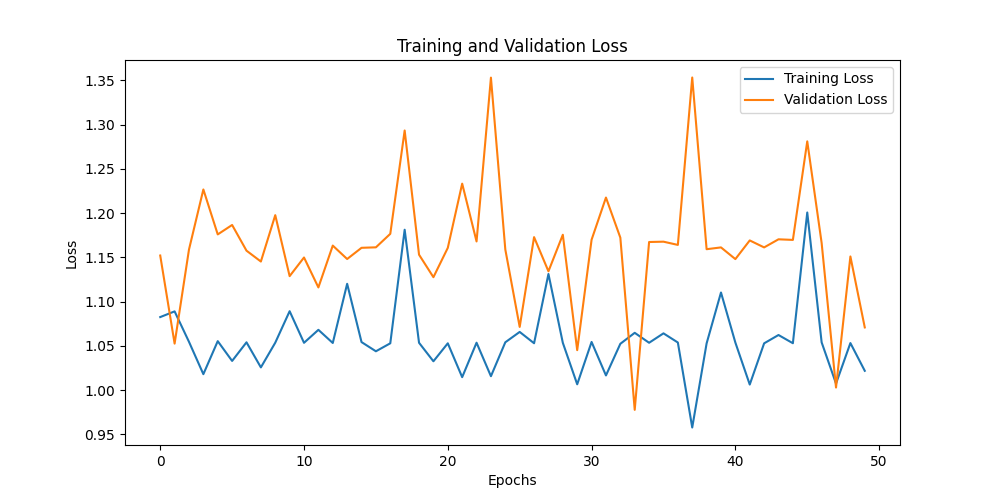 Training and Validation Loss
Training Loss
Validation Loss
1.35
1.30
1.25
1.20
1.15
1.10
1.05
1.00
0.95
Loss
0 10 20 30 40 50
Epochs